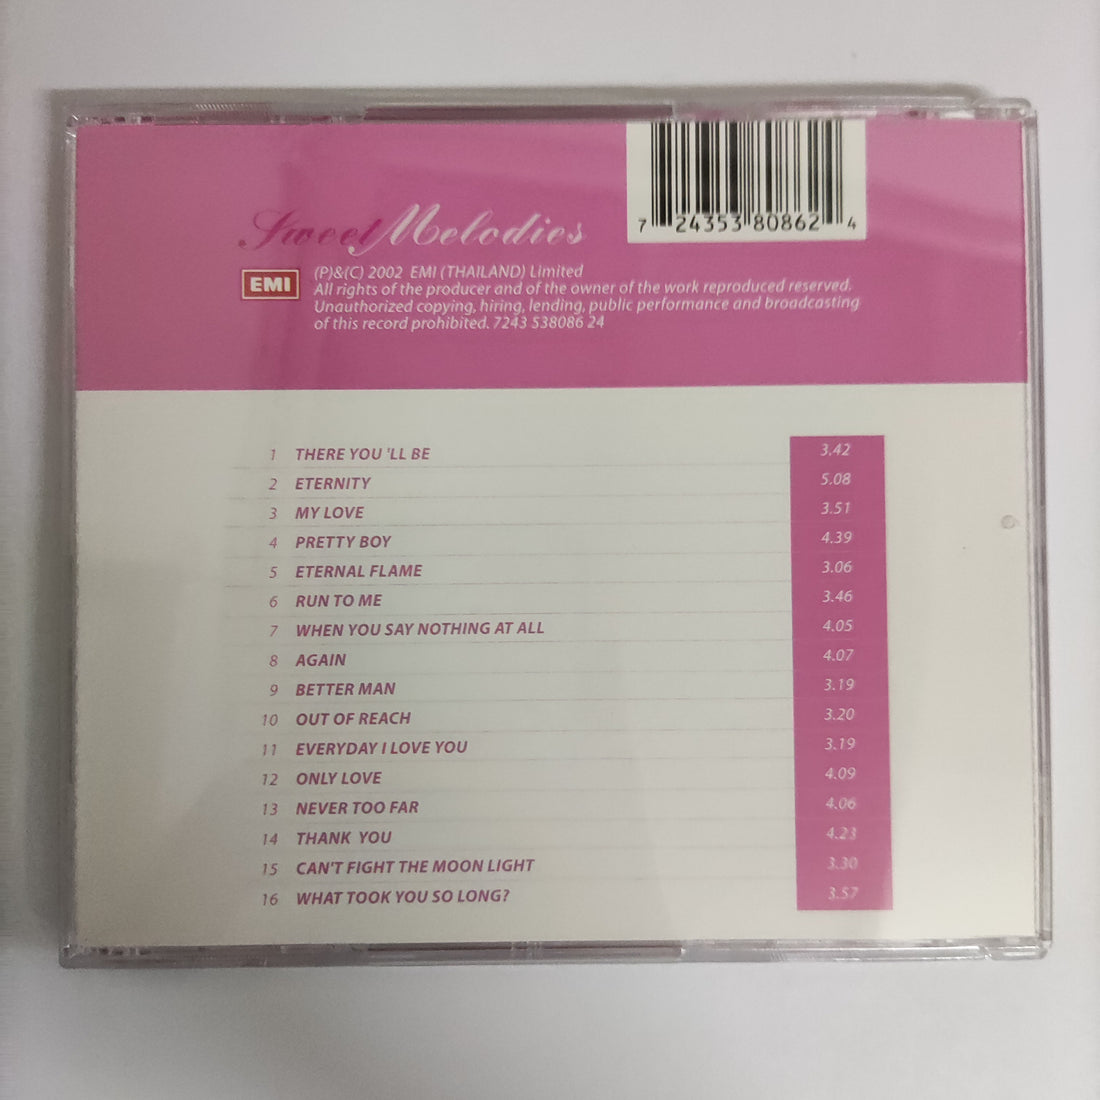 7 24353 80862 4
Sweet Melodies
EMI
(P)&(C) 2002 EMI (THAILAND) Limited
All rights of the producer and of the owner of the work reproduced reserved.
Unauthorized copying, hiring, lending, public performance and broadcasting
of this record prohibited. 7243 538086 24
1 THERE YOU 'LL BE 3.42
2 ETERNITY 5.08
3 MY LOVE 3.51
4 PRETTY BOY 4.39
5 ETERNAL FLAME 3.06
6 RUN TO ME 3.46
7 WHEN YOU SAY NOTHING AT ALL 4.05
8 AGAIN 4.07
9 BETTER MAN 3.19
10 OUT OF REACH 3.20
11 EVERYDAY I LOVE YOU 3.19
12 ONLY LOVE 4.09
13 NEVER TOO FAR 4.06
14 THANK YOU 4.23
15 CAN'T FIGHT THE MOON LIGHT 3.30
16 WHAT TOOK YOU SO LONG? 3.57